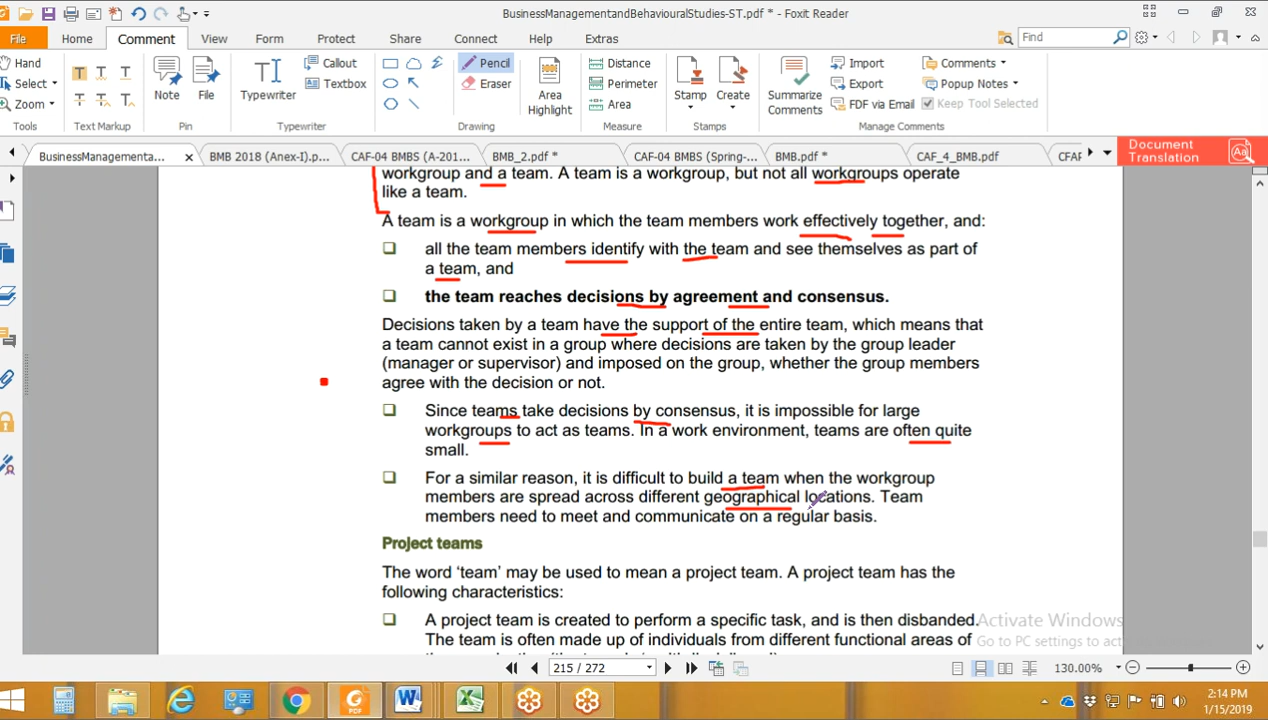 BusinessManagementandBehaviouralStudies-ST.pdf * - Foxit Reader
File Home Comment View Form Protect Share Connect Help Extras Find
Hand
Select
Zoom
Tools
Text Markup
Note
File
Pin
Typewriter
Callout
Textbox
Typewriter
Pencil
Eraser
Area Highlight
Drawing
Distance
Perimeter
Area
Measure
Stamp
Create
Stamps
Summarize Comments
Import
Export
FDF via Email
Comments
Popup Notes
Keep Tool Selected
Manage Comments
BusinessManagementa... BMB 2018 (Anex-I).p... CAF-04 BMBS (A-201... BMB_2.pdf * CAF-04 BMBS (Spring-... BMB.pdf * CAF_4_BMB.pdf CFAP
Document Translation
workgroup and a team. A team is a workgroup, but not all workgroups operate
like a team.
A team is a workgroup in which the team members work effectively together, and:
all the team members identify with the team and see themselves as part of
a team, and
the team reaches decisions by agreement and consensus.
Decisions taken by a team have the support of the entire team, which means that
a team cannot exist in a group where decisions are taken by the group leader
(manager or supervisor) and imposed on the group, whether the group members
agree with the decision or not.
Since teams take decisions by consensus, it is impossible for large
workgroups to act as teams. In a work environment, teams are often quite
small.
For a similar reason, it is difficult to build a team when the workgroup
members are spread across different geographical locations. Team
members need to meet and communicate on a regular basis.
Project teams
The word ‘team’ may be used to mean a project team. A project team has the
following characteristics:
A project team is created to perform a specific task, and is then disbanded.
The team is often made up of individuals from different functional areas of
Activate Windows
Go to PC settings to act
215 / 272
130.00%
2:14 PM
1/15/2019